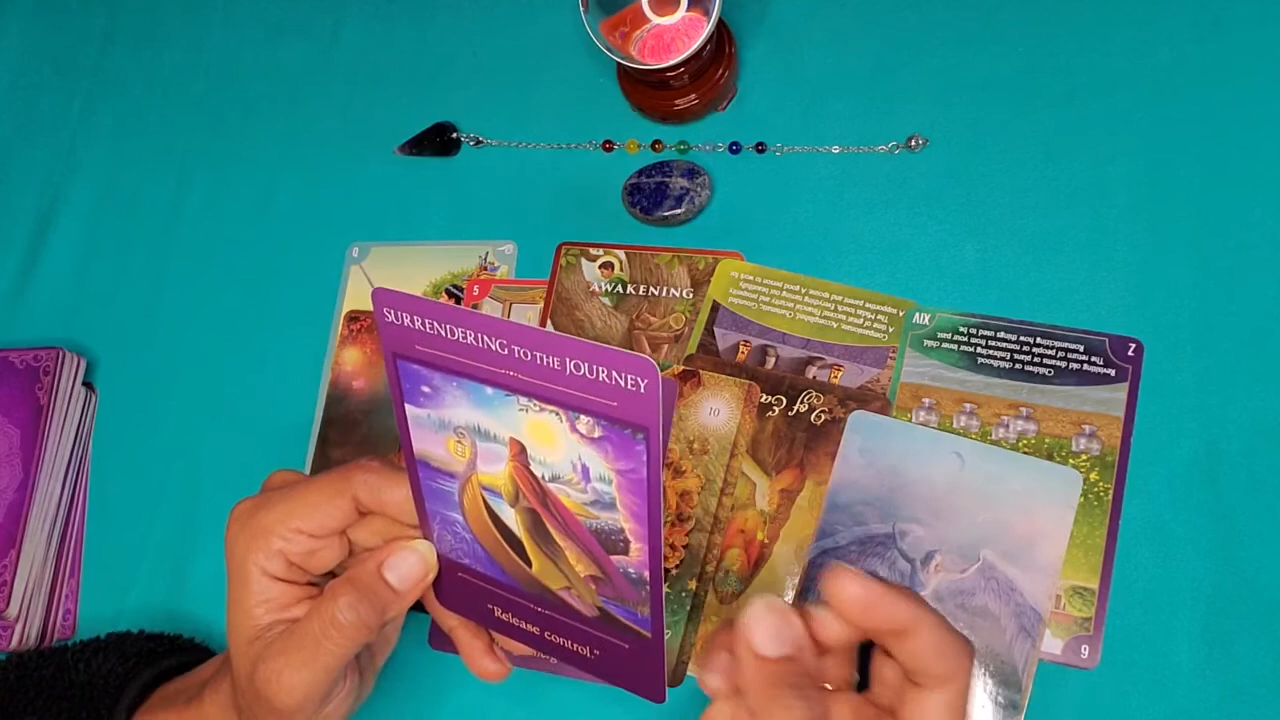 0
5
AWAKENING
SURRENDERING TO THE JOURNEY
"Release control."
Compassionate, Accomplished, Charismatic, Grounded
A time of great success! Financial security and prosperity
The Midas touch. Everything turning out beautifully
A supportive parent and spouse. A good person to work for
10
of
XIV
Z
Children or childhood.
Revisiting old dreams or plans. Embracing your inner child.
The return of people or romances from your past.
Romanticizing how things used to be.
6